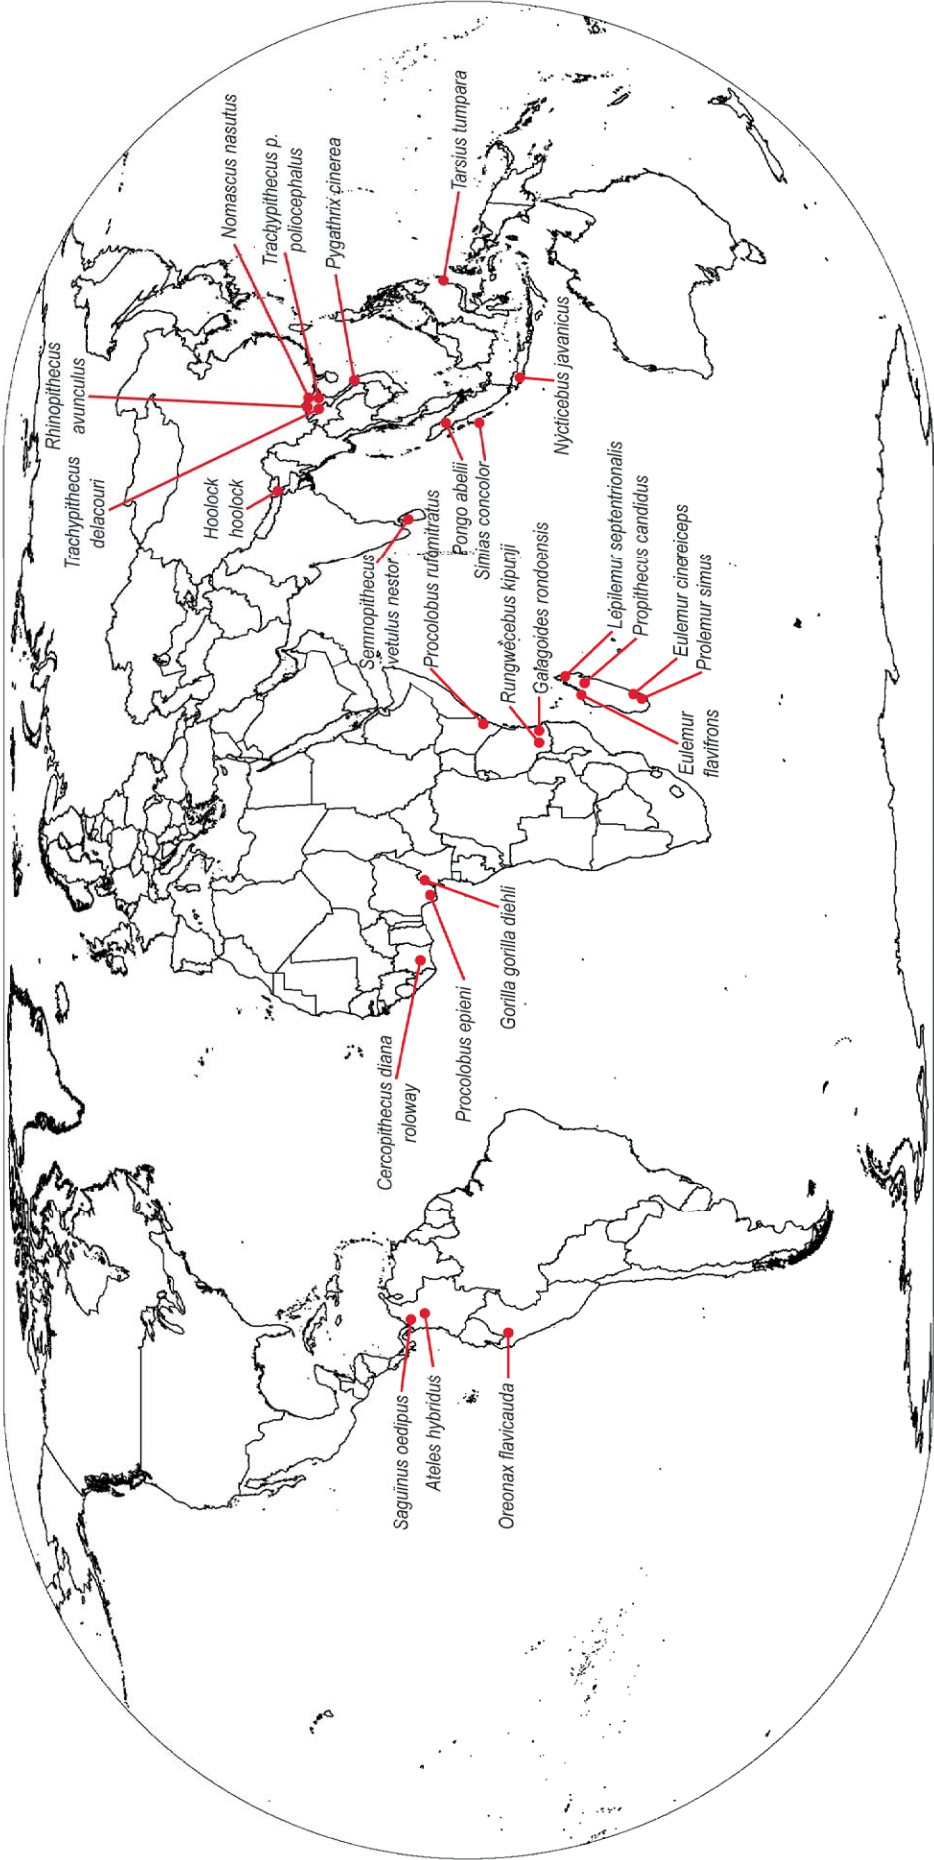 Saguinus oedipus
Ateles hybridus
Oreonax flavicauda
Cercopithecus diana
roloway
Procolobus epieni
Gorilla gorilla diehli
Procolobus rufomitratus
Rungwecebus kipunji
Galagoides rondoensis
Lepilemur septentrionalis
Propithecus candidus
Eulemur cinereiceps
Prolemur simus
Eulemur
flavifrons
Semnopithecus
vetulus nestor
Hoolock
hoolock
Trachypithecus
delacouri
Rhinopithecus
avunculus
Nomascus nasutus
Trachypithecus p.
poliocephalus
Pygathrix cinerea
Tarsius tumpara
Pongo abelii
Simias concolor
Nycticebus javanicus